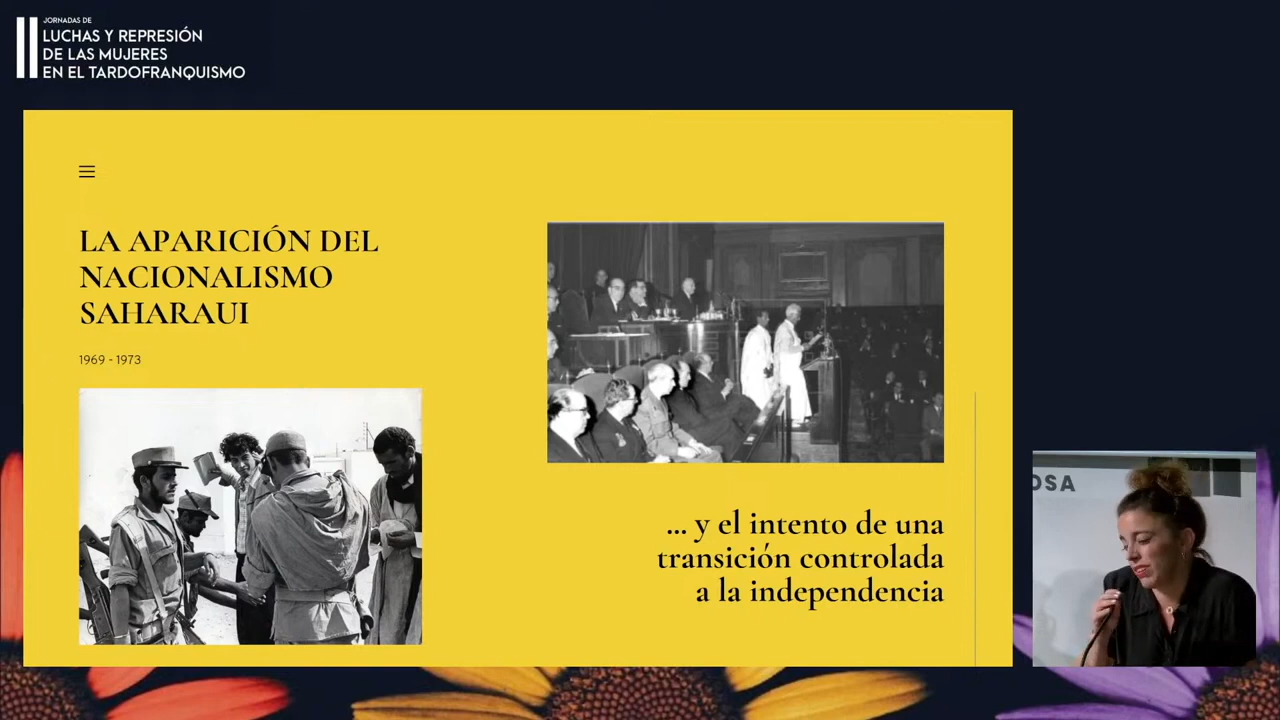 JORNADAS DE
LUCHAS Y REPRESIÓN
DE LAS MUJERES
EN EL TARDOFRANQUISMO
LA APARICIÓN DEL
NACIONALISMO
SAHARAUI
1969 - 1973
... y el intento de una
transición controlada
a la independencia
OSA